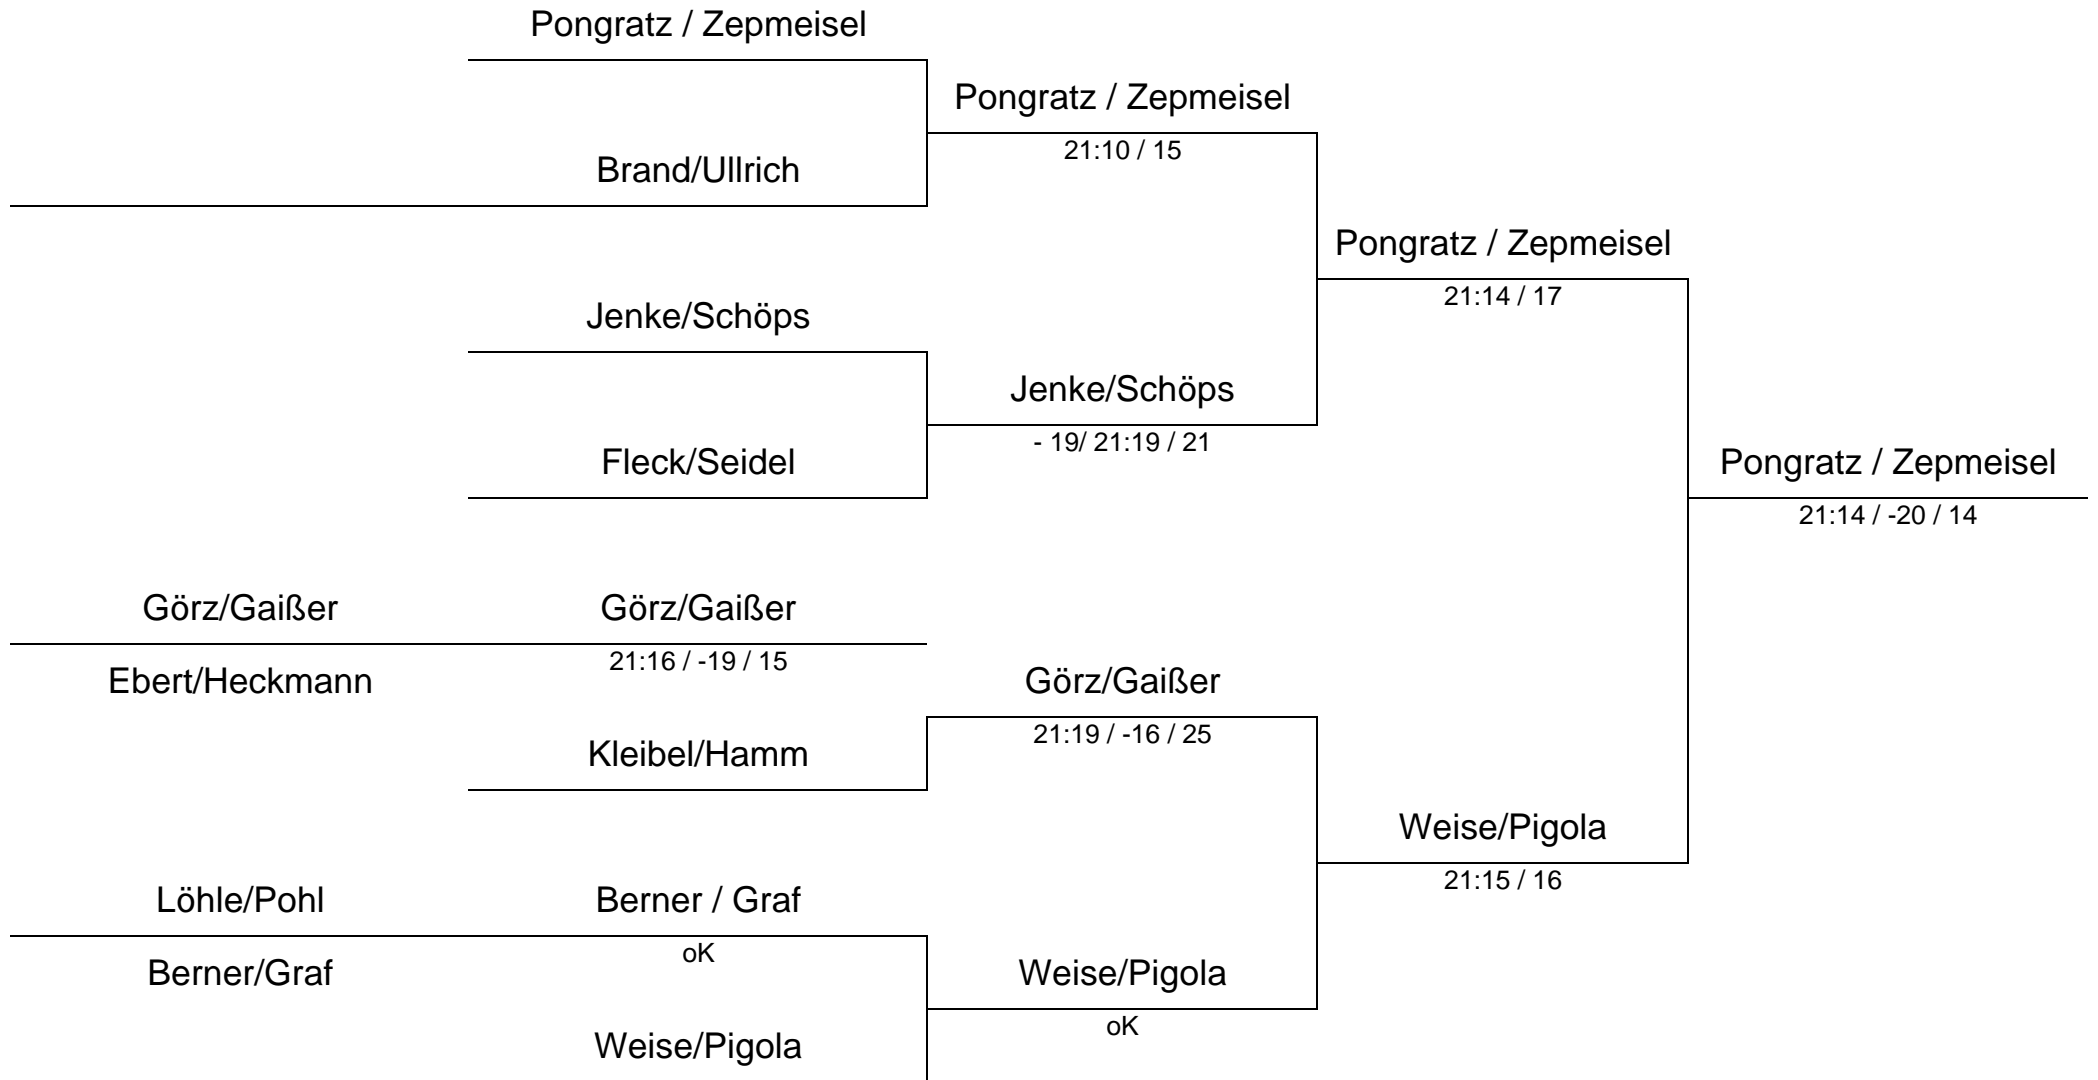 Pongratz / Zepmeisel
Pongratz / Zepmeisel
21:10 / 15
Brand/Ullrich
Pongratz / Zepmeisel
21:14 / 17
Jenke/Schöps
Jenke/Schöps
- 19/ 21:19 / 21
Fleck/Seidel
Pongratz / Zepmeisel
21:14 / -20 / 14
Görz/Gaißer
Görz/Gaißer
21:16 / -19 / 15
Ebert/Heckmann
Görz/Gaißer
21:19 / -16 / 25
Kleibel/Hamm
Weise/Pigola
21:15 / 16
Löhle/Pohl
Berner / Graf
oK
Berner/Graf
Weise/Pigola
oK
Weise/Pigola